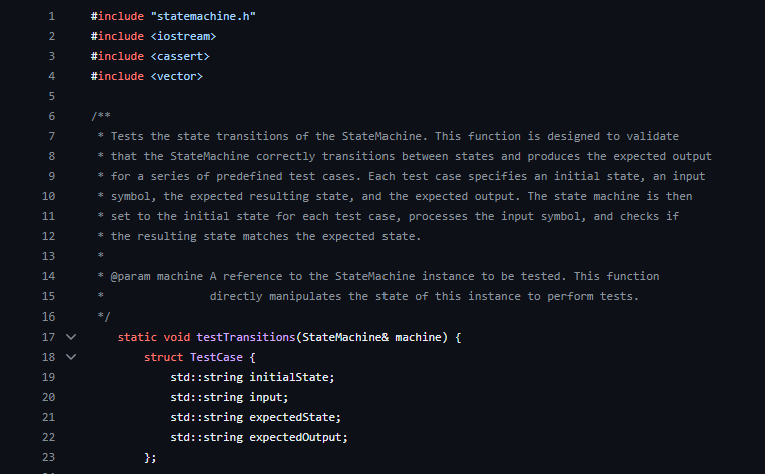 1 #include "statemachine.h"
2 #include <iostream>
3 #include <cassert>
4 #include <vector>
5
6 /**
7 * Tests the state transitions of the StateMachine. This function is designed to validate
8 * that the StateMachine correctly transitions between states and produces the expected output
9 * for a series of predefined test cases. Each test case specifies an initial state, an input
10 * symbol, the expected resulting state, and the expected output. The state machine is then
11 * set to the initial state for each test case, processes the input symbol, and checks if
12 * the resulting state matches the expected state.
13 *
14 * @param machine A reference to the StateMachine instance to be tested. This function
15 * directly manipulates the state of this instance to perform tests.
16 */
17 static void testTransitions(StateMachine& machine) {
18 struct TestCase {
19 std::string initialState;
20 std::string input;
21 std::string expectedState;
22 std::string expectedOutput;
23 };